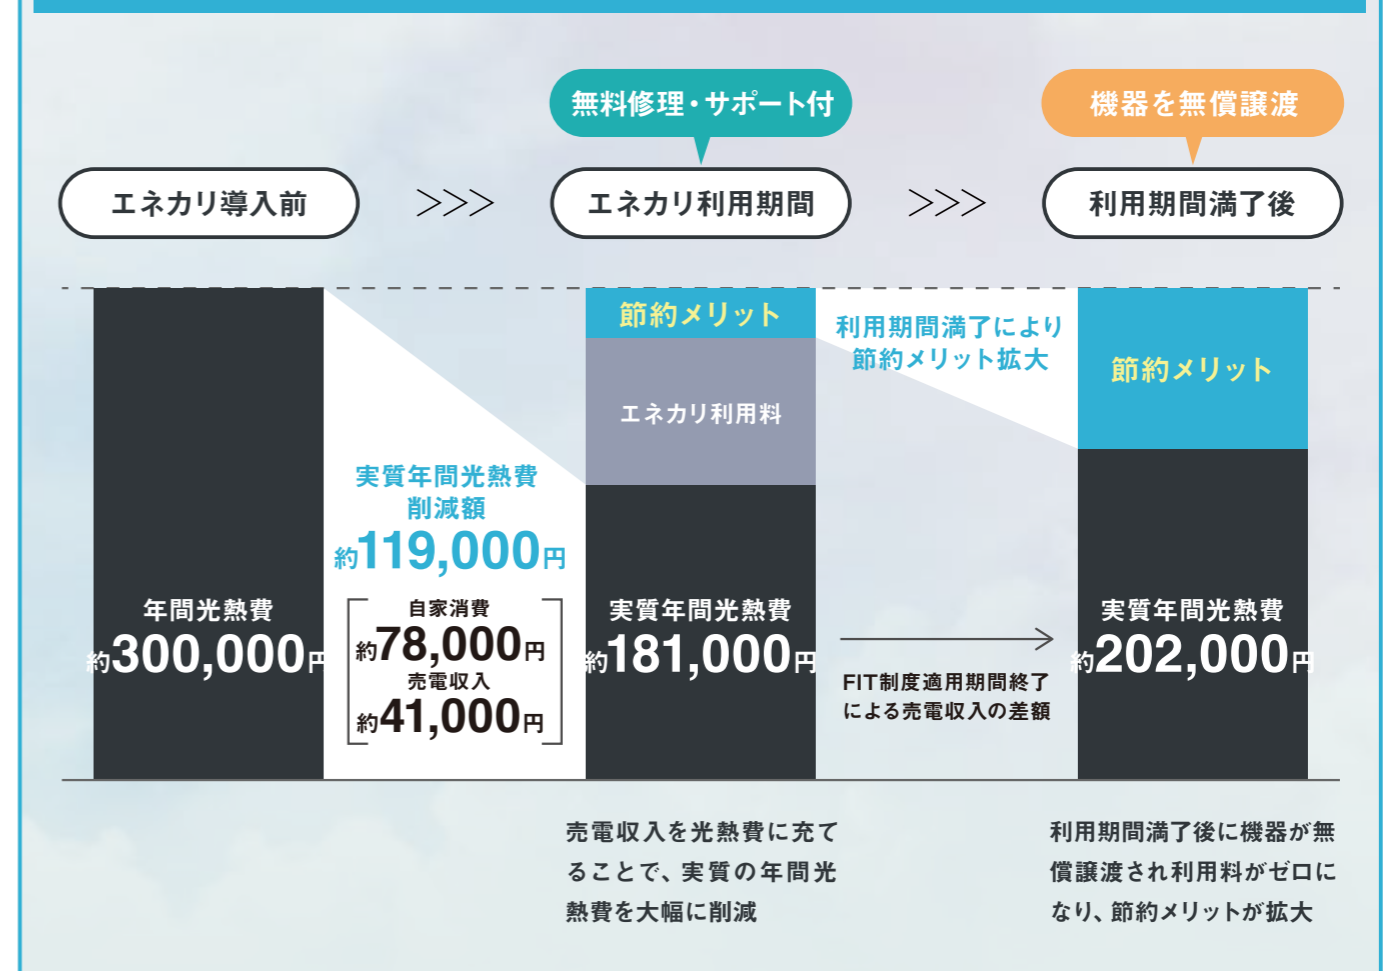 無料修理・サポート付
機器を無償譲渡
エネカリ導入前
>>>
エネカリ利用期間
>>>
利用期間満了後
節約メリット
エネカリ利用料
利用期間満了により
節約メリット拡大
節約メリット
実質年間光熱費
削減額
約119,000円
年間光熱費
約300,000円
自家消費
約78,000円
売電収入
約41,000円
実質年間光熱費
約181,000円
FIT制度適用期間終了
による売電収入の差額
実質年間光熱費
約202,000円
売電収入を光熱費に充て
ることで、実質の年間光
熱費を大幅に削減
利用期間満了後に機器が無
償譲渡され利用料がゼロに
なり、節約メリットが拡大